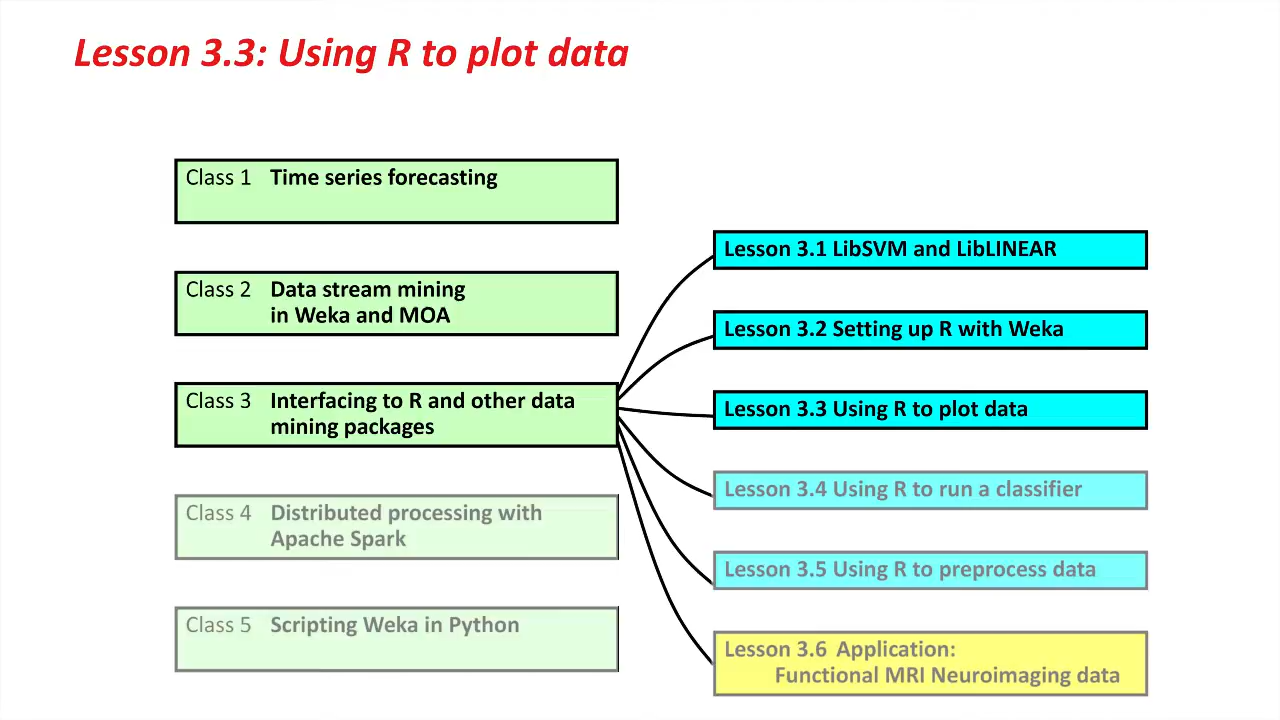 Lesson 3.3: Using R to plot data
Class 1 Time series forecasting
Class 2 Data stream mining
in Weka and MOA
Class 3 Interfacing to R and other data
mining packages
Class 4 Distributed processing with
Apache Spark
Class 5 Scripting Weka in Python
Lesson 3.1 LibSVM and LibLINEAR
Lesson 3.2 Setting up R with Weka
Lesson 3.3 Using R to plot data
Lesson 3.4 Using R to run a classifier
Lesson 3.5 Using R to preprocess data
Lesson 3.6 Application:
Functional MRI Neuroimaging data